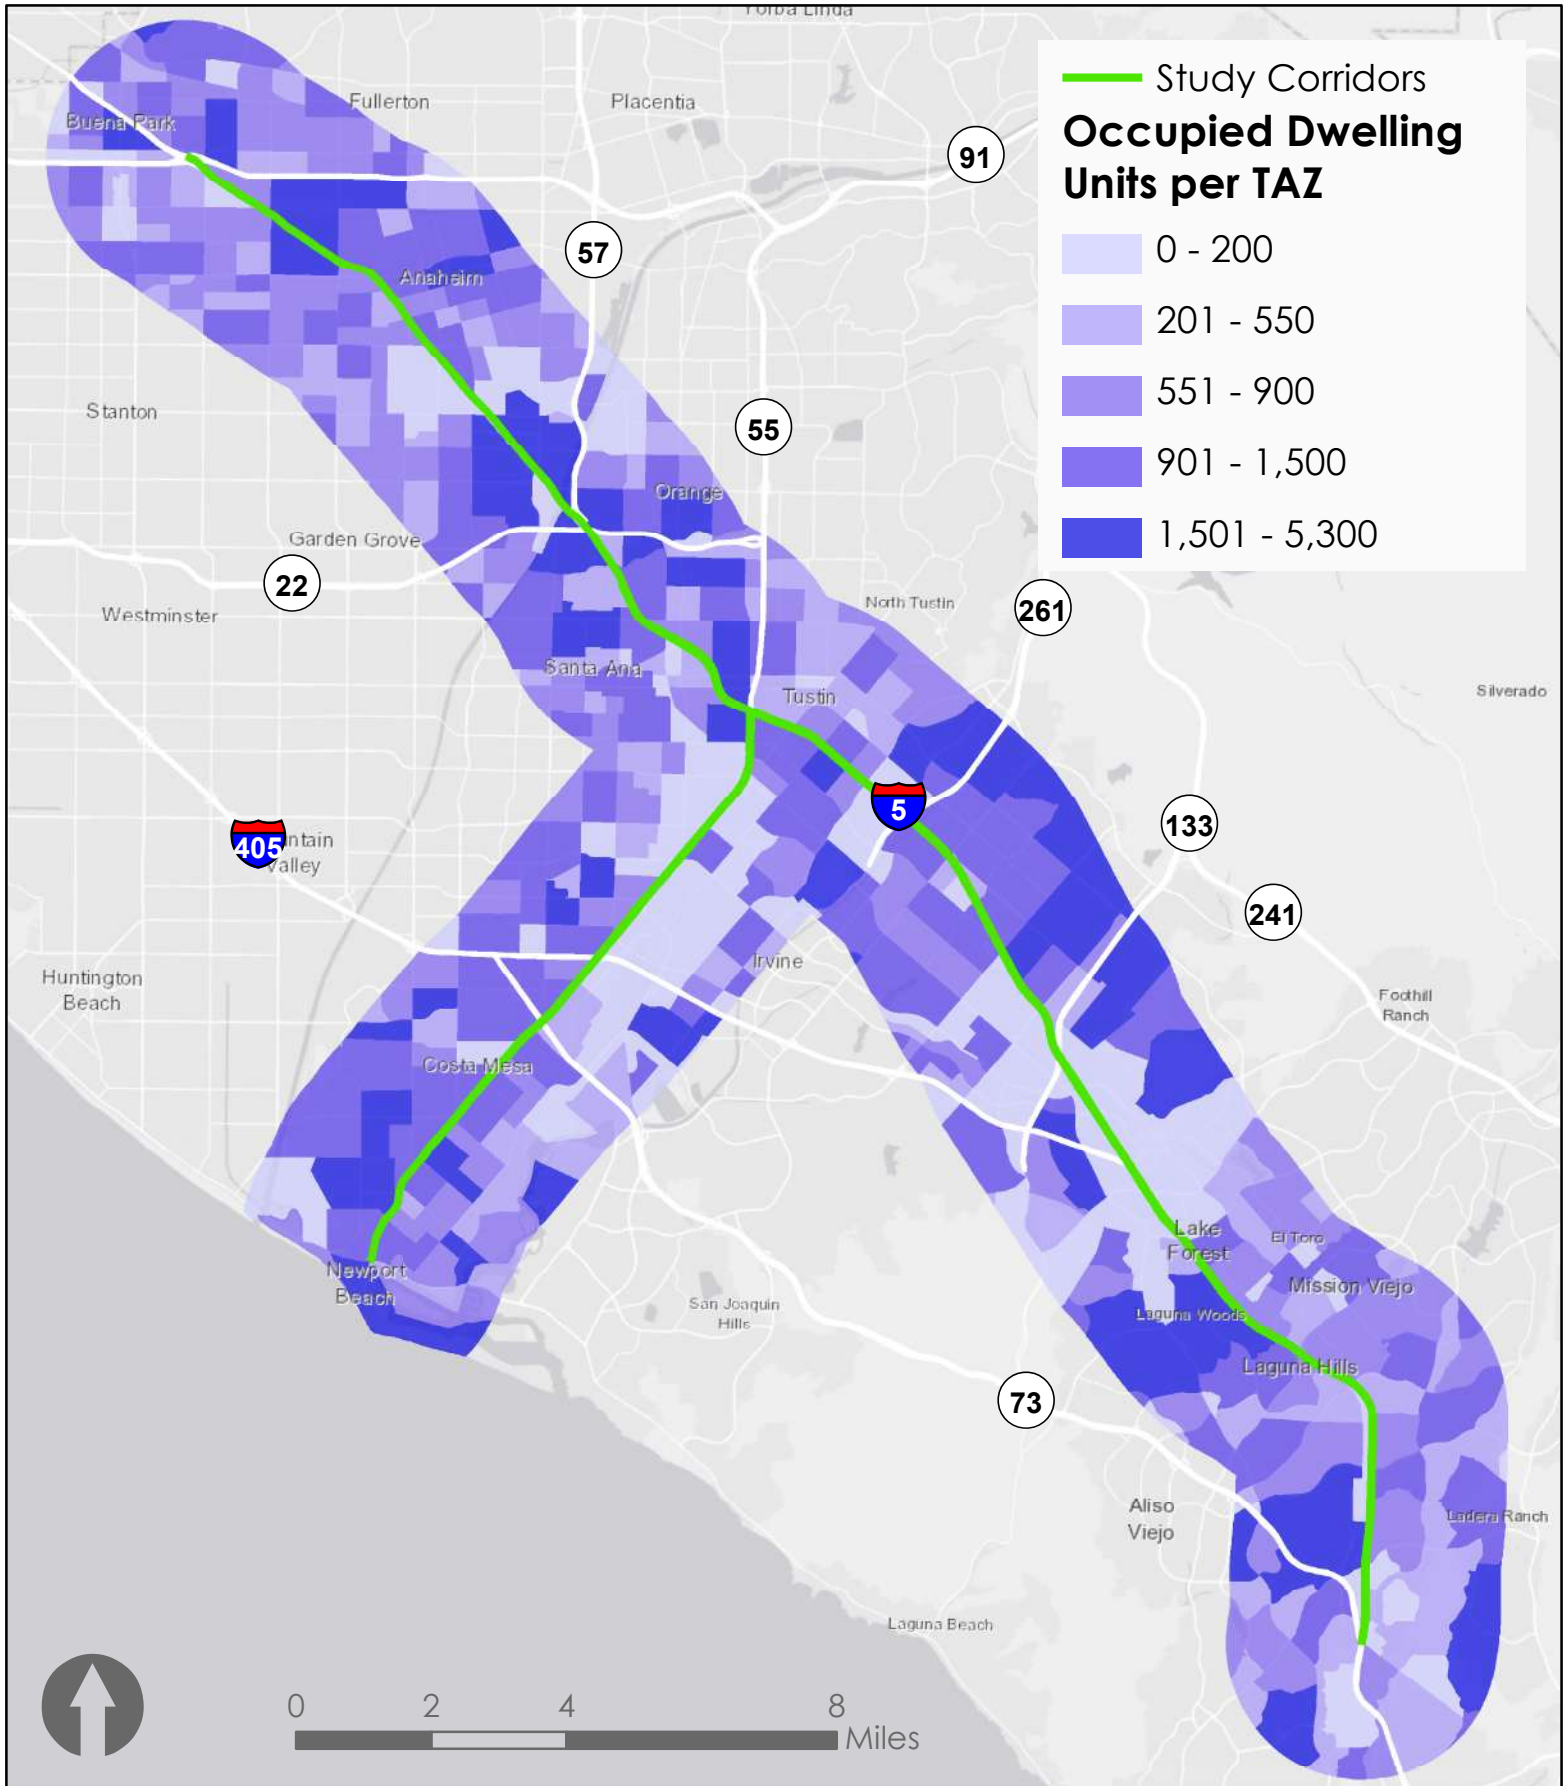 Yorba Linda
Study Corridors
Occupied Dwelling
Units per TAZ
0 - 200
201 - 550
551 - 900
901 - 1,500
1,501 - 5,300
Fullerton
Placentia
Buena Park
91
57
Anaheim
Stanton
55
Orange
Garden Grove
22
Westminster
North Tustin
261
Santa Ana
Tustin
Silverado
5
405
ntain
Valley
133
241
Irvine
Huntington
Beach
Foothill
Ranch
Costa Mesa
Lake
Forest
El Toro
Newport
Beach
Mission Viejo
San Joaquin
Hills
Laguna Woods
Laguna Hills
73
Aliso
Viejo
Ladera Ranch
Laguna Beach
0 2 4 8
Miles